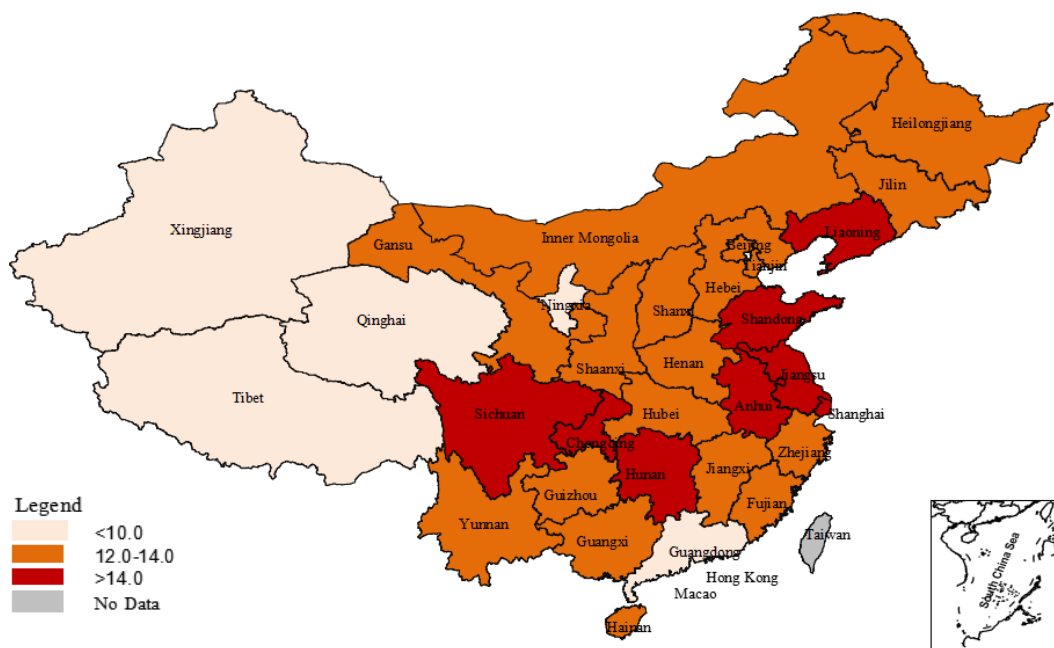 Heilongjiang
Jilin
Liaoning
Xingjiang
Gansu
Inner Mongolia
Beijing
Tianjin
Hebei
Ningxia
Shanxi
Qinghai
Shandong
Shaanxi
Henan
Jiangsu
Tibet
Sichuan
Hubei
Anhui
Shanghai
Chengqing
Zhejiang
Hunan
Jiangxi
Guizhou
Fujian
Yunnan
Guangxi
Guangdong
Taiwan
Hong Kong
Macao
Hainan
Legend
<10.0
12.0-14.0
>14.0
No Data
South China Sea